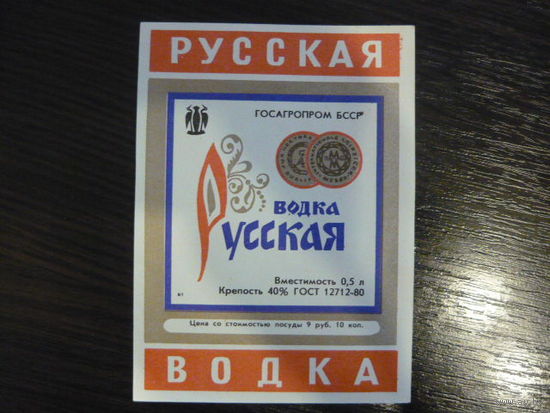 РУССКАЯ
ГОСАГРОПРОМ БССР
ВОДКА
Русская
Вместимость 0,5 л
Крепость 40% ГОСТ 12712-80
Цена со стоимостью посуды 9 руб. 10 коп.
ВОДКА